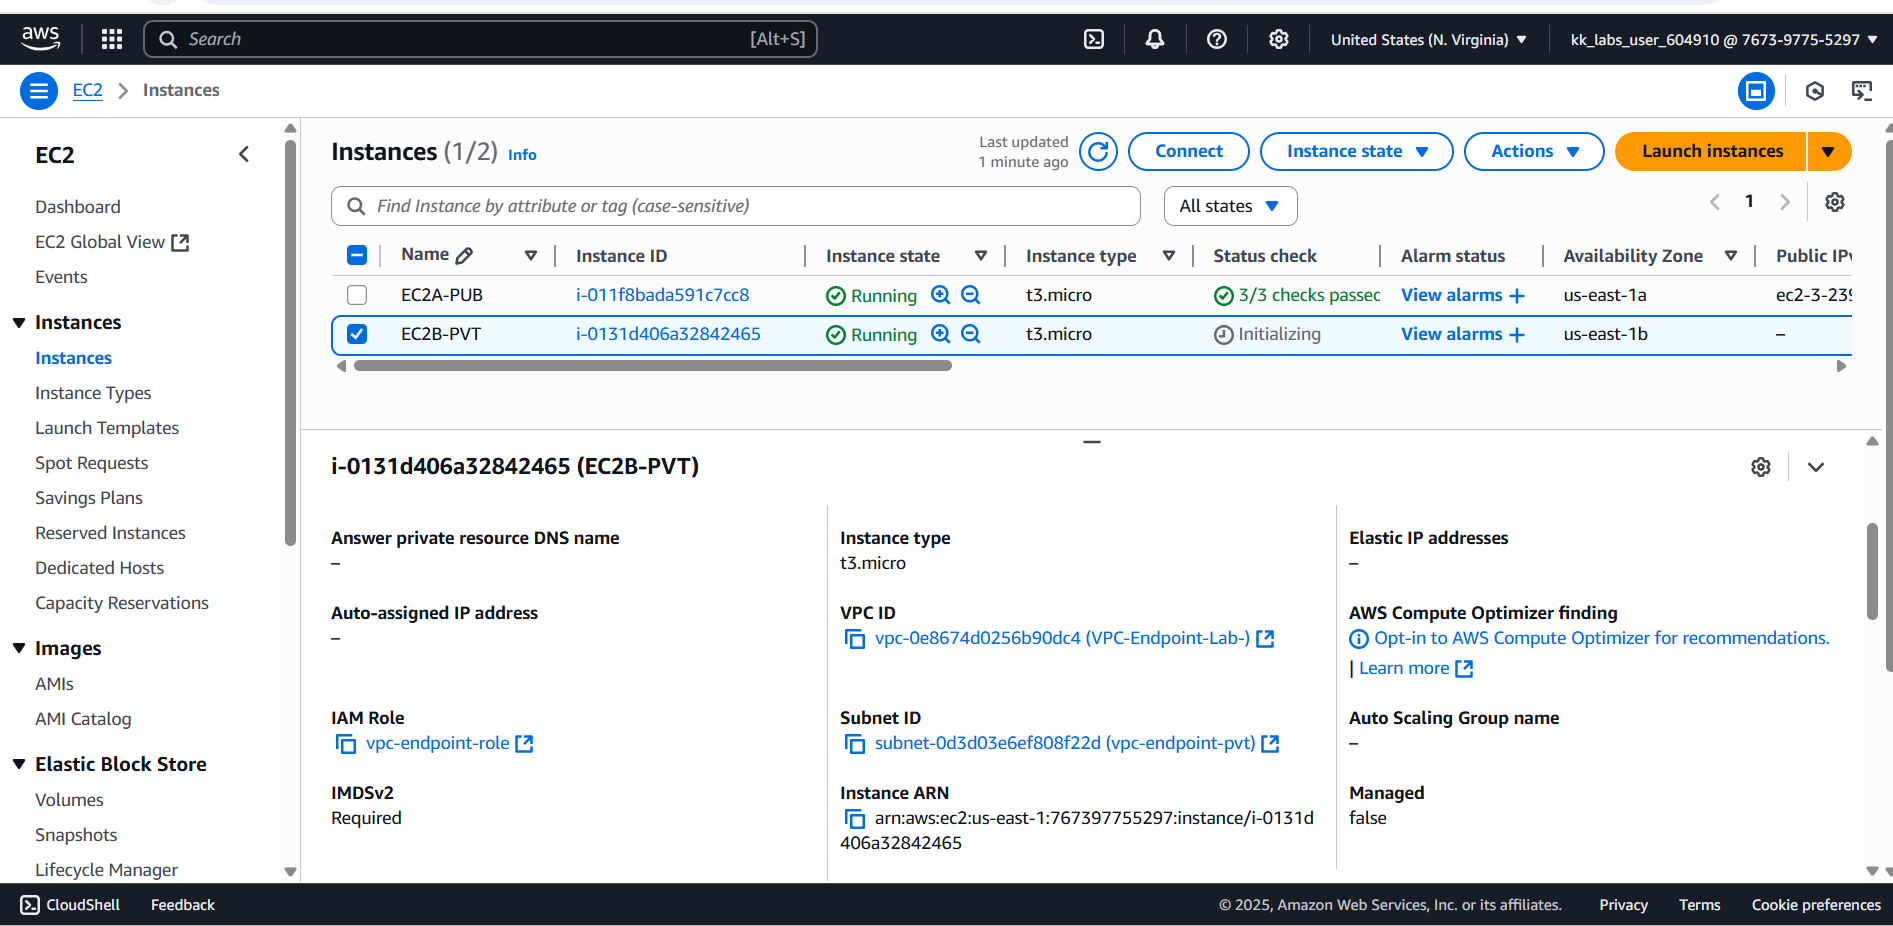 aws
Search [Alt+S]
United States (N. Virginia)
kk_labs_user_604910 @ 7673-9775-5297
EC2
Instances
EC2
Dashboard
EC2 Global View
Events
Instances
Instances
Instance Types
Launch Templates
Spot Requests
Savings Plans
Reserved Instances
Dedicated Hosts
Capacity Reservations
Images
AMIs
AMI Catalog
Elastic Block Store
Volumes
Snapshots
Lifecycle Manager
Instances (1/2) Info
Last updated
1 minute ago
Connect
Instance state
Actions
Launch instances
Find Instance by attribute or tag (case-sensitive)
All states
1
Name Instance ID Instance state Instance type Status check Alarm status Availability Zone Public IPv
EC2A-PUB i-011f8bada591c7cc8 Running t3.micro 3/3 checks passed View alarms + us-east-1a ec2-3-239
EC2B-PVT i-0131d406a32842465 Running t3.micro Initializing View alarms + us-east-1b –
i-0131d406a32842465 (EC2B-PVT)
Answer private resource DNS name
–
Auto-assigned IP address
–
IAM Role
vpc-endpoint-role
IMDSv2
Required
Instance type
t3.micro
VPC ID
vpc-0e8674d0256b90dc4 (VPC-Endpoint-Lab-)
Subnet ID
subnet-0d3d03e6ef808f22d (vpc-endpoint-pvt)
Instance ARN
arn:aws:ec2:us-east-1:767397755297:instance/i-0131d
406a32842465
Elastic IP addresses
–
AWS Compute Optimizer finding
Opt-in to AWS Compute Optimizer for recommendations.
| Learn more
Auto Scaling Group name
–
Managed
false
CloudShell
Feedback
© 2025, Amazon Web Services, Inc. or its affiliates.
Privacy
Terms
Cookie preferences